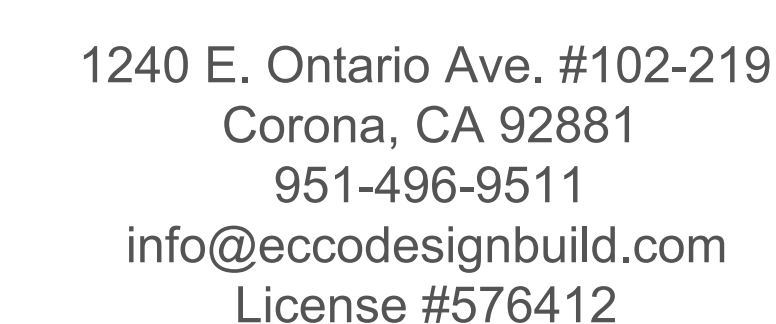 1240 E. Ontario Ave. #102-219
Corona, CA 92881
951-496-9511
info@eccodesignbuild.com
License #576412